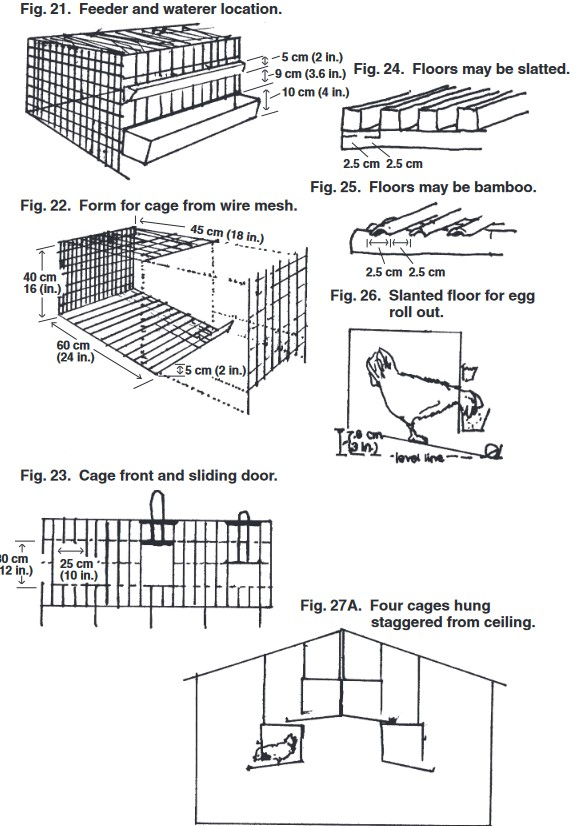 Fig. 21. Feeder and waterer location.
5 cm (2 in.)
9 cm (3.6 in.)
10 cm (4 in.)
Fig. 24. Floors may be slatted.
2.5 cm 2.5 cm
Fig. 25. Floors may be bamboo.
2.5 cm 2.5 cm
Fig. 22. Form for cage from wire mesh.
45 cm (18 in.)
40 cm
16 (in.)
60 cm
(24 in.)
5 cm (2 in.)
Fig. 26. Slanted floor for egg
roll out.
cm
level line
Fig. 23. Cage front and sliding door.
0 cm
12 in.)
25 cm
(10 in.)
Fig. 27A. Four cages hung
staggered from ceiling.